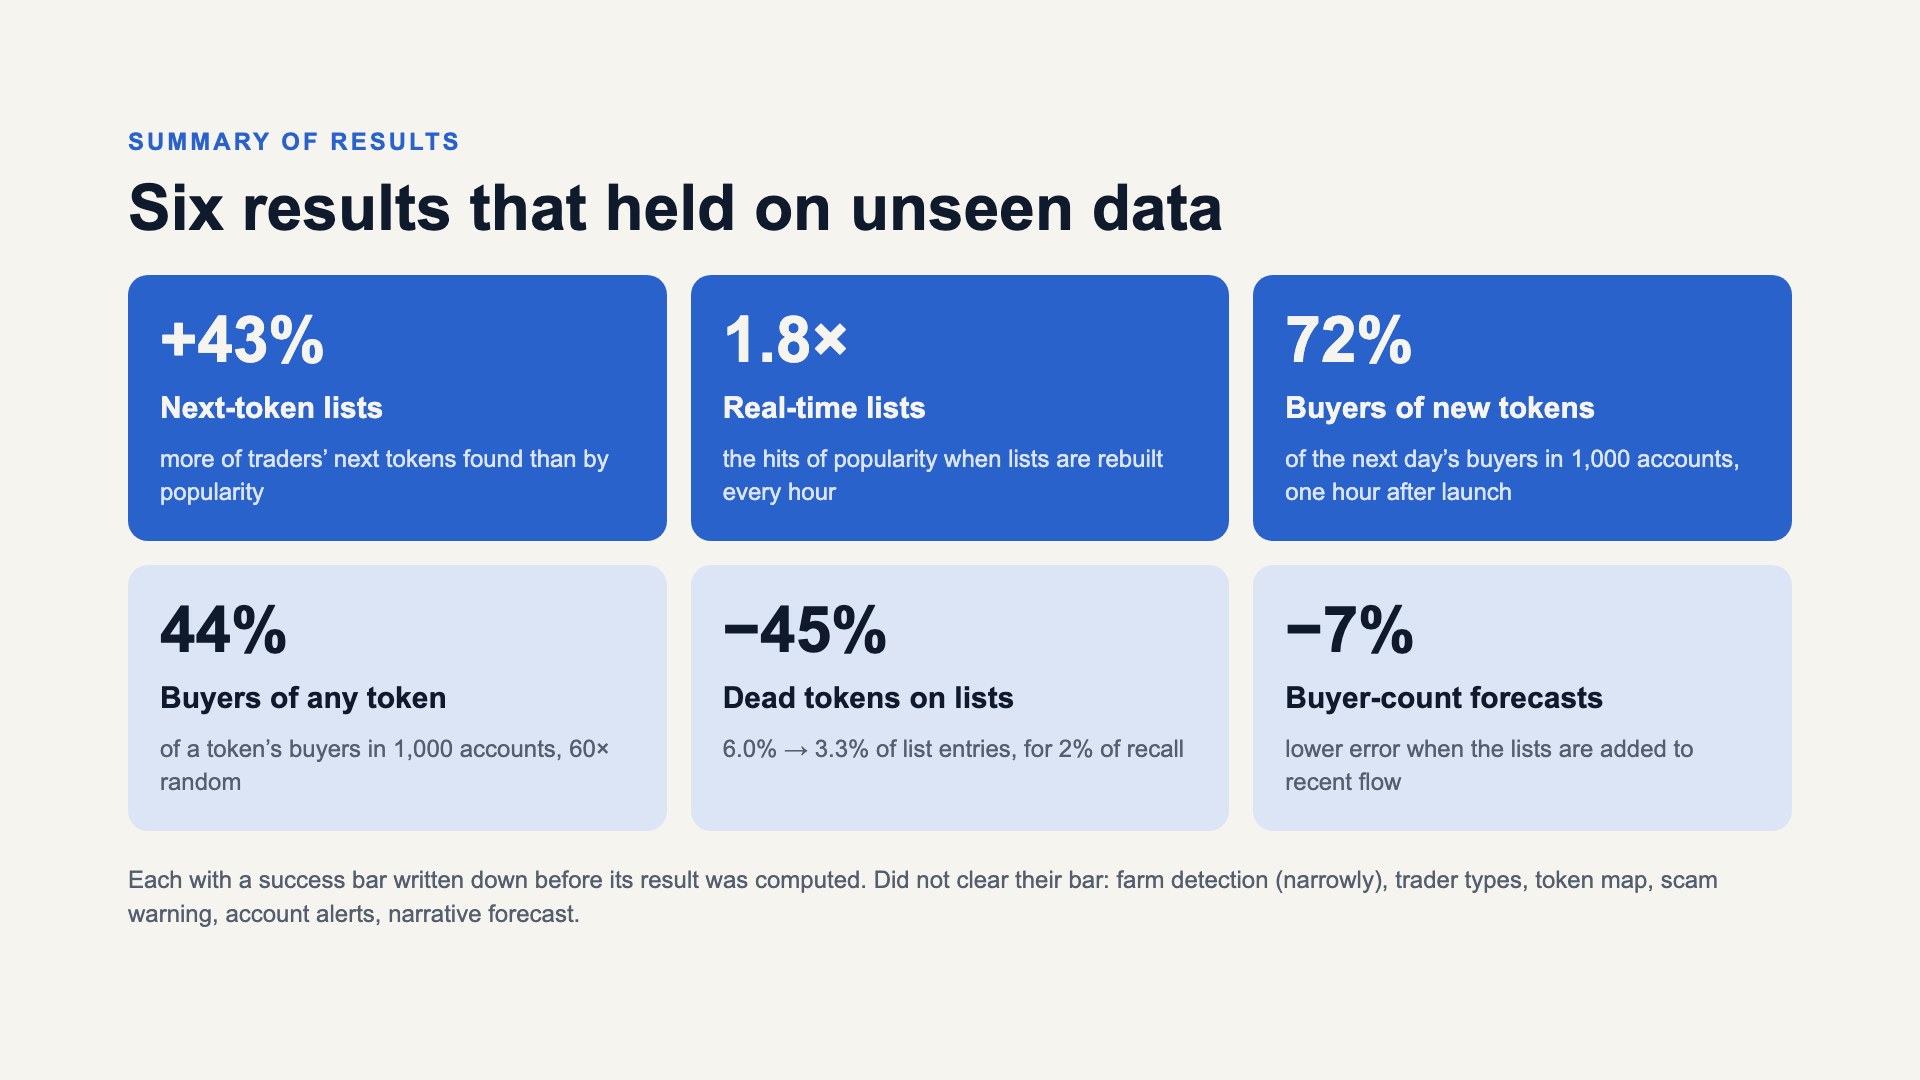 SUMMARY OF RESULTS
Six results that held on unseen data
+43%
Next-token lists
more of traders’ next tokens found than by
popularity
1.8×
Real-time lists
the hits of popularity when lists are rebuilt
every hour
72%
Buyers of new tokens
of the next day’s buyers in 1,000 accounts,
one hour after launch
44%
Buyers of any token
of a token’s buyers in 1,000 accounts, 60×
random
−45%
Dead tokens on lists
6.0% → 3.3% of list entries, for 2% of recall
−7%
Buyer-count forecasts
lower error when the lists are added to
recent flow
Each with a success bar written down before its result was computed. Did not clear their bar: farm detection (narrowly), trader types, token map, scam
warning, account alerts, narrative forecast.